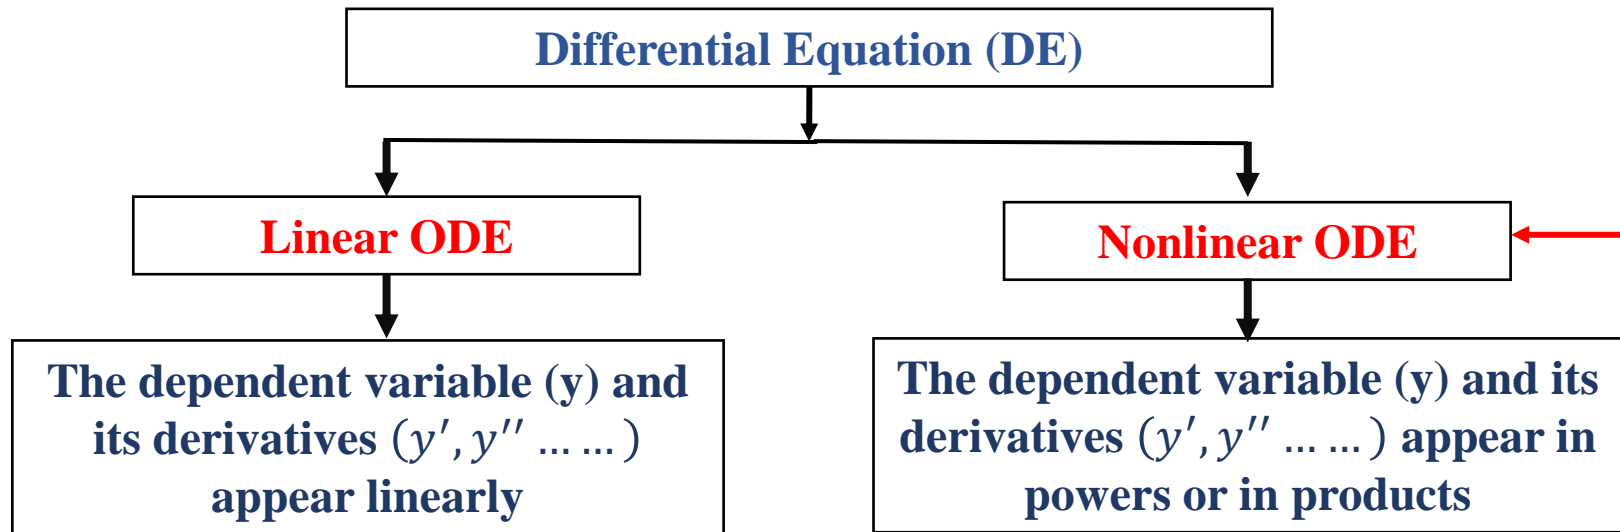 Differential Equation (DE)
Linear ODE
Nonlinear ODE
The dependent variable (y) and
its derivatives (y′, y′′ … … )
appear linearly
The dependent variable (y) and its
derivatives (y′, y′′ … … ) appear in
powers or in products